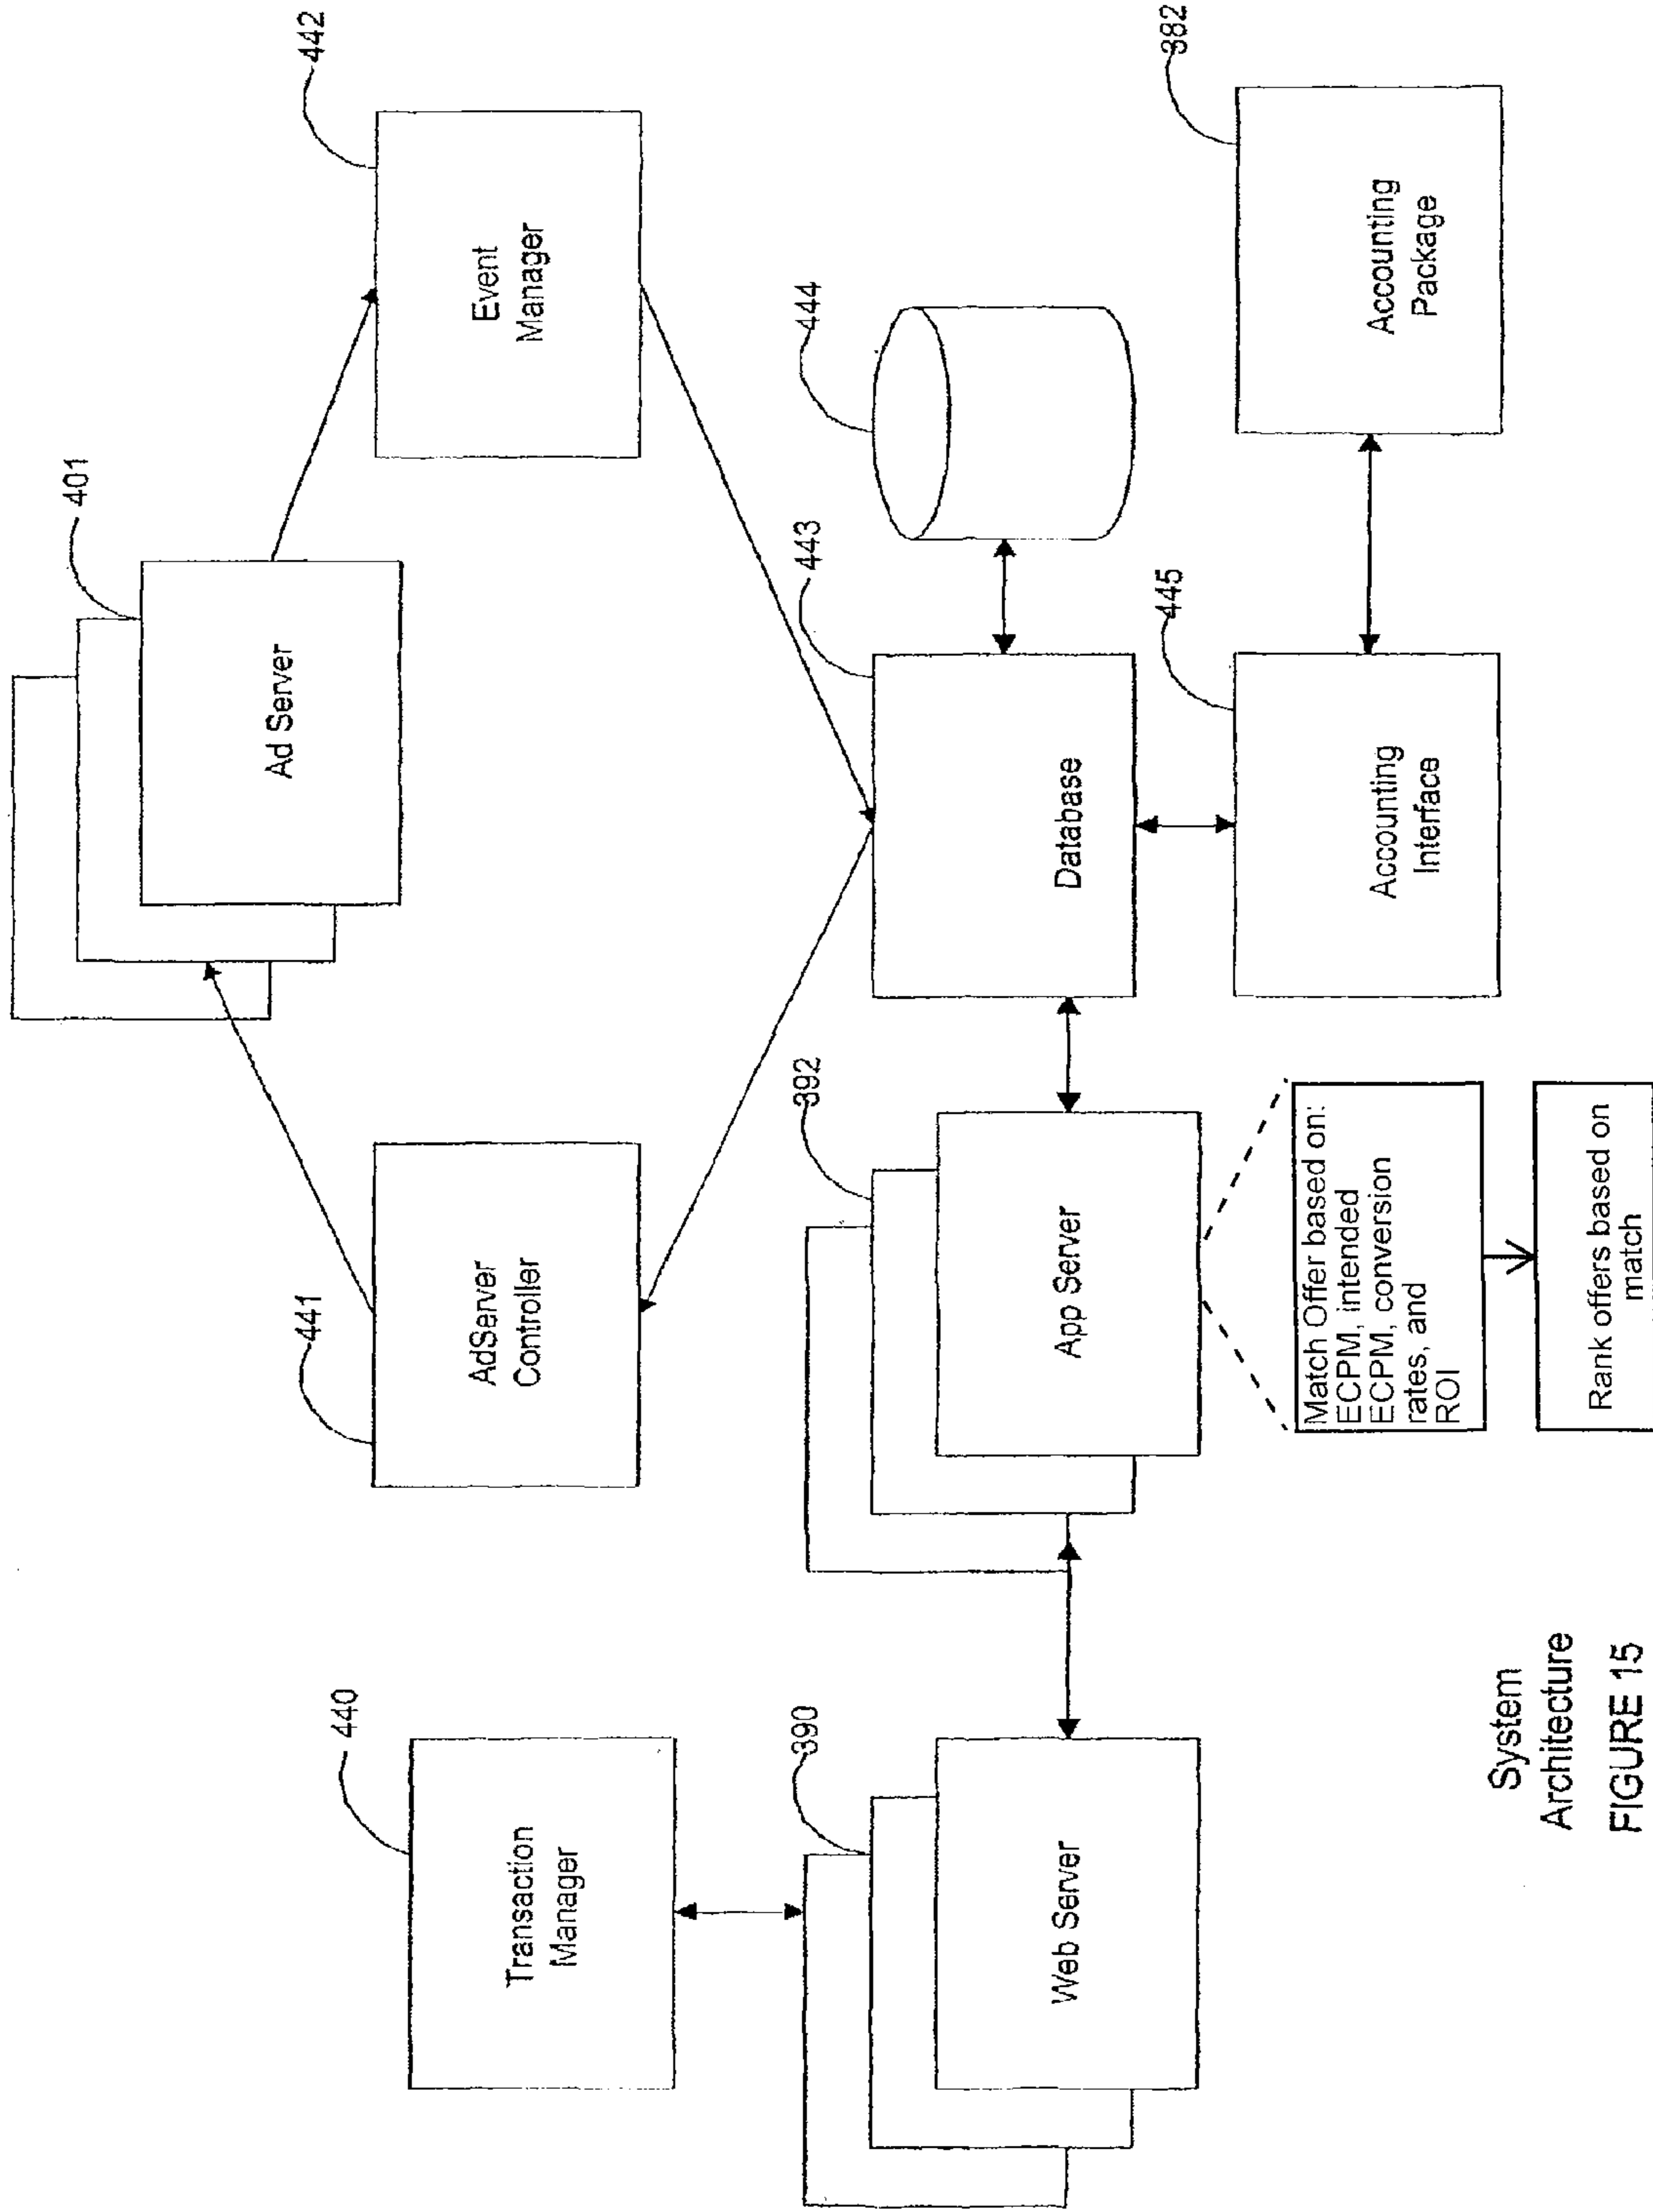 401
Ad Server
441
AdServer
Controller
442
Event
Manager
440
Transaction
Manager
390
Web Server
392
App Server
443
Database
444
445
Accounting
Interface
382
Accounting
Package
Match Offer based on:
ECPM, intended
ECPM, conversion
rates, and
ROI
Rank offers based on
match
System
Architecture
FIGURE 15